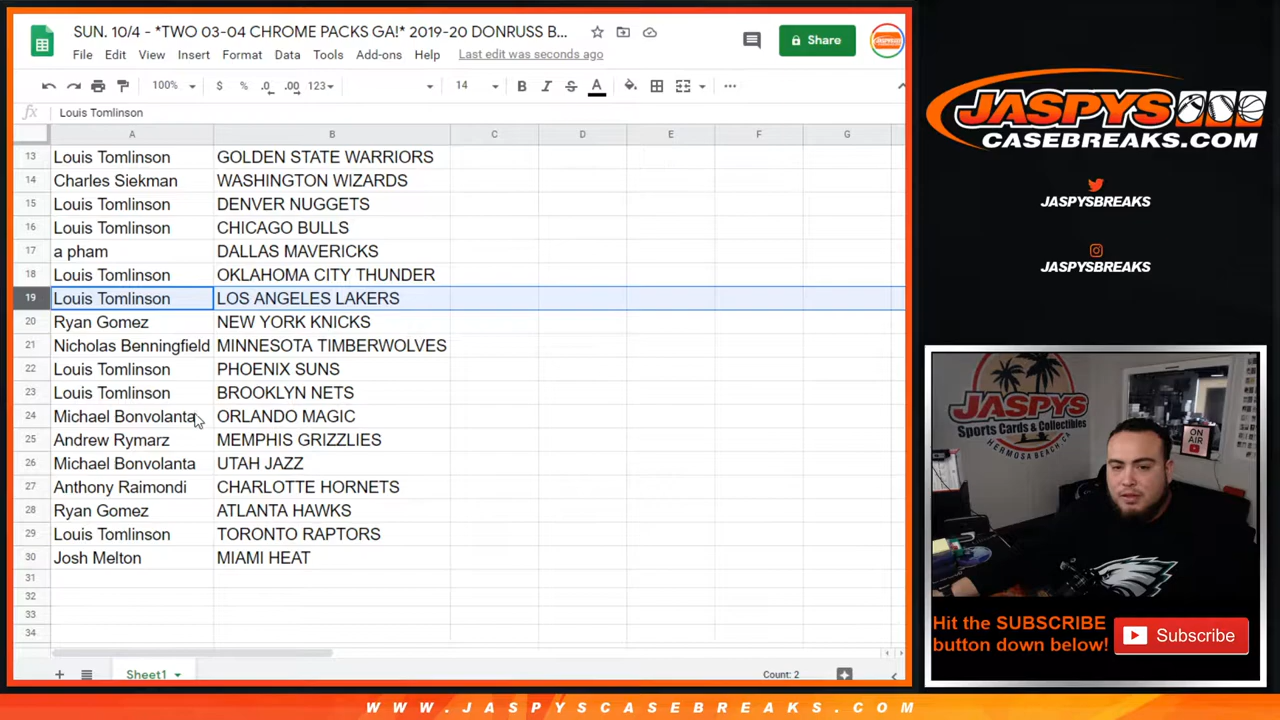 SUN. 10/4 - *TWO 03-04 CHROME PACKS GA!* 2019-20 DONRUSS B...
File Edit View Insert Format Data Tools Add-ons Help Last edit was seconds ago
Share
100% $ % .0 .00 123 14 B I S A
fx Louis Tomlinson
A B C D E F G
13 Louis Tomlinson GOLDEN STATE WARRIORS
14 Charles Siekman WASHINGTON WIZARDS
15 Louis Tomlinson DENVER NUGGETS
16 Louis Tomlinson CHICAGO BULLS
17 a pham DALLAS MAVERICKS
18 Louis Tomlinson OKLAHOMA CITY THUNDER
19 Louis Tomlinson LOS ANGELES LAKERS
20 Ryan Gomez NEW YORK KNICKS
21 Nicholas Benningfield MINNESOTA TIMBERWOLVES
22 Louis Tomlinson PHOENIX SUNS
23 Louis Tomlinson BROOKLYN NETS
24 Michael Bonvolanta ORLANDO MAGIC
25 Andrew Rymarz MEMPHIS GRIZZLIES
26 Michael Bonvolanta UTAH JAZZ
27 Anthony Raimondi CHARLOTTE HORNETS
28 Ryan Gomez ATLANTA HAWKS
29 Louis Tomlinson TORONTO RAPTORS
30 Josh Melton MIAMI HEAT
31
32
33
34
Sheet1
Count: 2
JASPYS
CASEBREAKS.COM
JASPYSBREAKS
JASPYSBREAKS
JASPYS
Sports Cards & Collectibles
HERMOSA BEACH, CA
ON
AIR
Hit the SUBSCRIBE
button down below!
Subscribe
WWW.JASPYSCASEBREAKS.COM